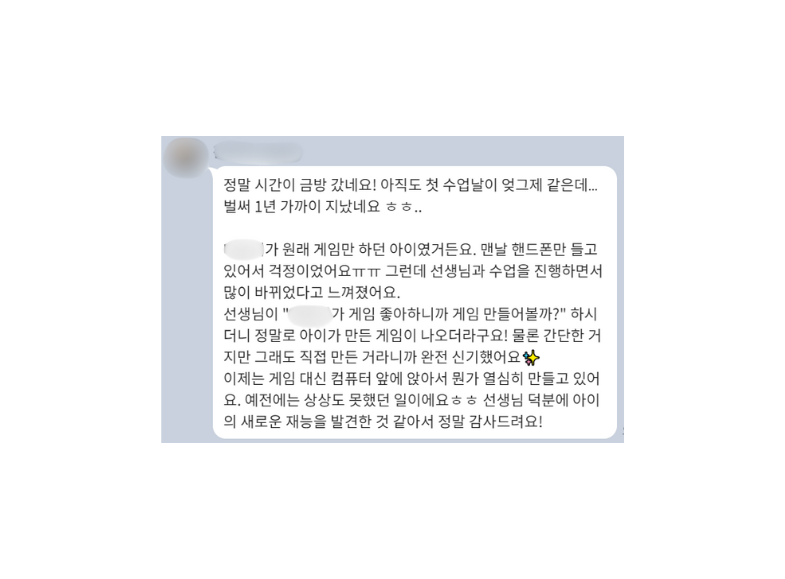 정말 시간이 금방 갔네요! 아직도 첫 수업날이 엊그제 같은데...
벌써 1년 가까이 지났네요 ㅎㅎ..
가 원래 게임만 하던 아이였거든요. 맨날 핸드폰만 들고
있어서 걱정이었어요ㅠㅠ 그런데 선생님과 수업을 진행하면서
많이 바뀌었다고 느껴졌어요.
선생님이 "가 게임 좋아하니까 게임 만들어볼까?" 하시
더니 정말로 아이가 만든 게임이 나오더라구요! 물론 간단한 거
지만 그래도 직접 만든 거라니까 완전 신기했어요✨
이제는 게임 대신 컴퓨터 앞에 앉아서 뭔가 열심히 만들고 있어
요. 예전에는 상상도 못했던 일이에요ㅎㅎ 선생님 덕분에 아이
의 새로운 재능을 발견한 것 같아서 정말 감사드려요!